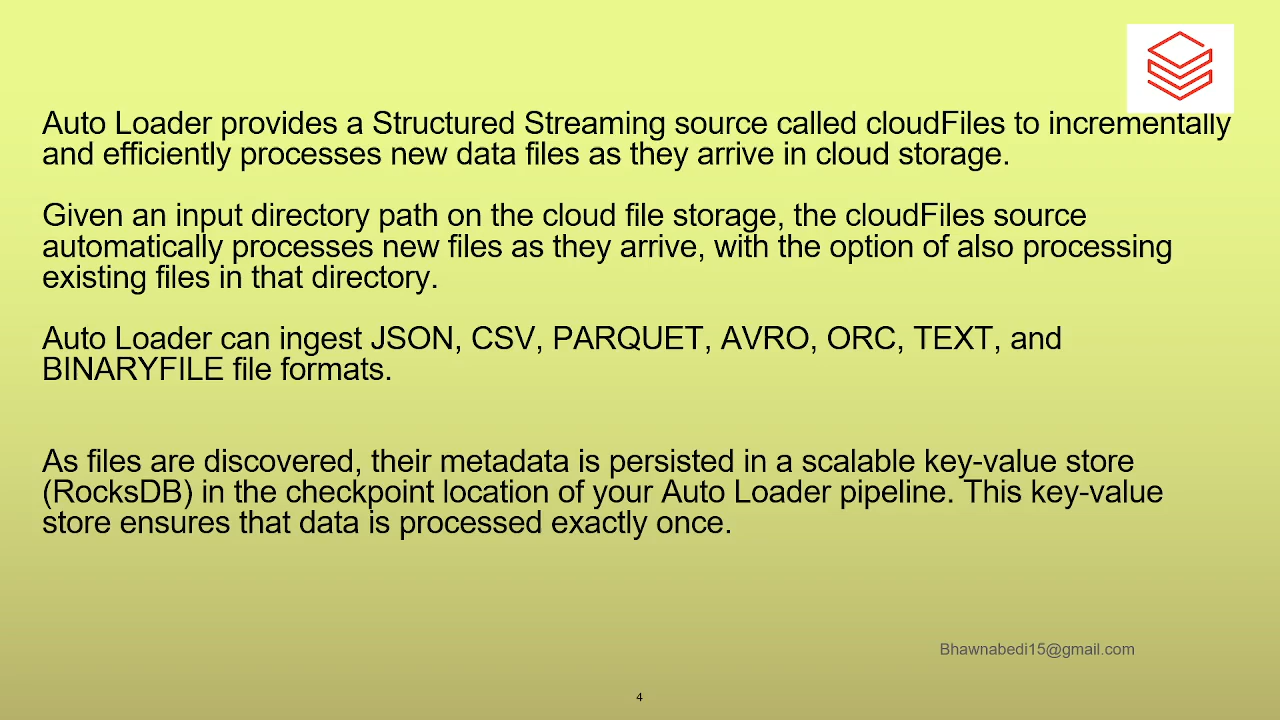 Auto Loader provides a Structured Streaming source called cloudFiles to incrementally
and efficiently processes new data files as they arrive in cloud storage.
Given an input directory path on the cloud file storage, the cloudFiles source
automatically processes new files as they arrive, with the option of also processing
existing files in that directory.
Auto Loader can ingest JSON, CSV, PARQUET, AVRO, ORC, TEXT, and
BINARYFILE file formats.
As files are discovered, their metadata is persisted in a scalable key-value store
(RocksDB) in the checkpoint location of your Auto Loader pipeline. This key-value
store ensures that data is processed exactly once.
Bhawnabedi15@gmail.com
4